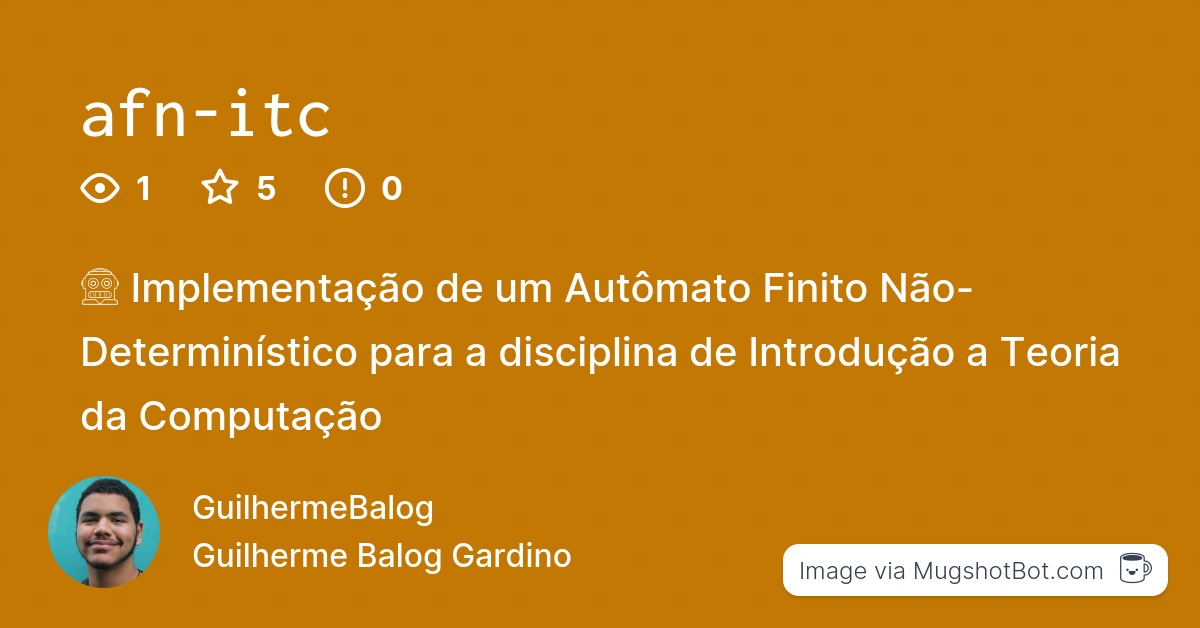 afn-itc
1 5 0
Implementação de um Autômato Finito Não-
Determinístico para a disciplina de Introdução a Teoria
da Computação
GuilhermeBalog
Guilherme Balog Gardino
Image via MugshotBot.com